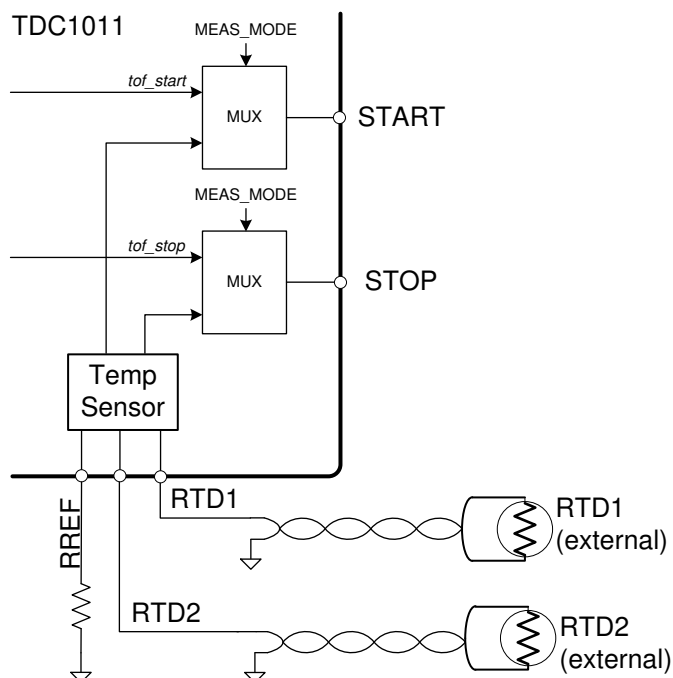 TDC1011
MEAS_MODE
tof_start
MUX
START
MEAS_MODE
tof_stop
MUX
STOP
Temp
Sensor
RREF
RTD1
RTD1
(external)
RTD2
RTD2
(external)